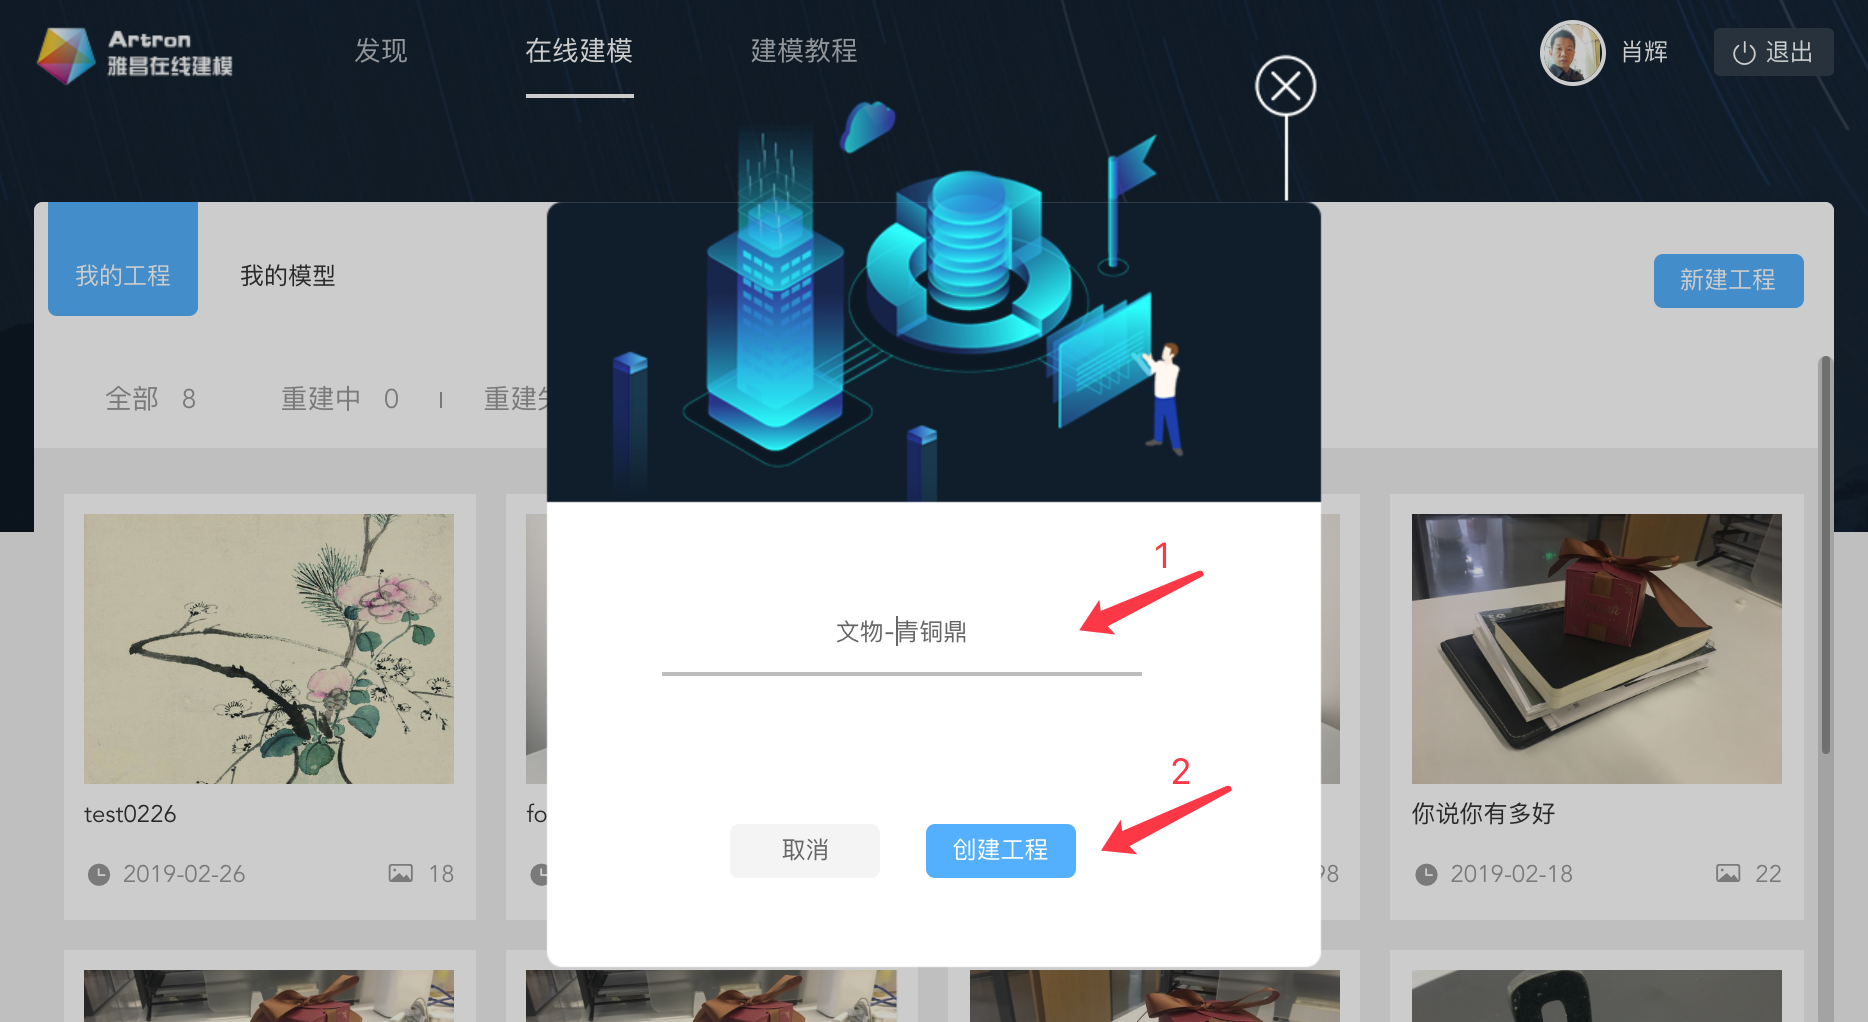 Artron
雅昌在线建模
发现
在线建模
建模教程
肖辉
退出
我的工程
我的模型
新建工程
全部 8
重建中 0
重建
1
文物-青铜鼎
2
取消
创建工程
test0226
2019-02-26
18
fo
98
你说你有多好
2019-02-18
22